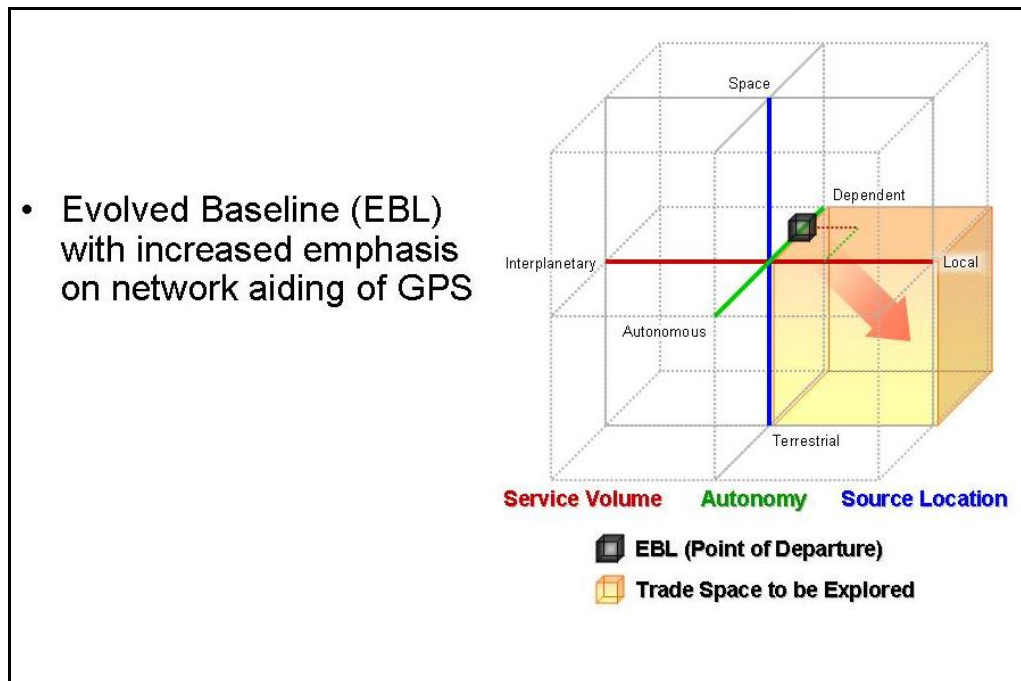 • Evolved Baseline (EBL)
with increased emphasis
on network aiding of GPS
Space
Dependent
Interplanetary
Local
Autonomous
Terrestrial
Service Volume Autonomy Source Location
EBL (Point of Departure)
Trade Space to be Explored